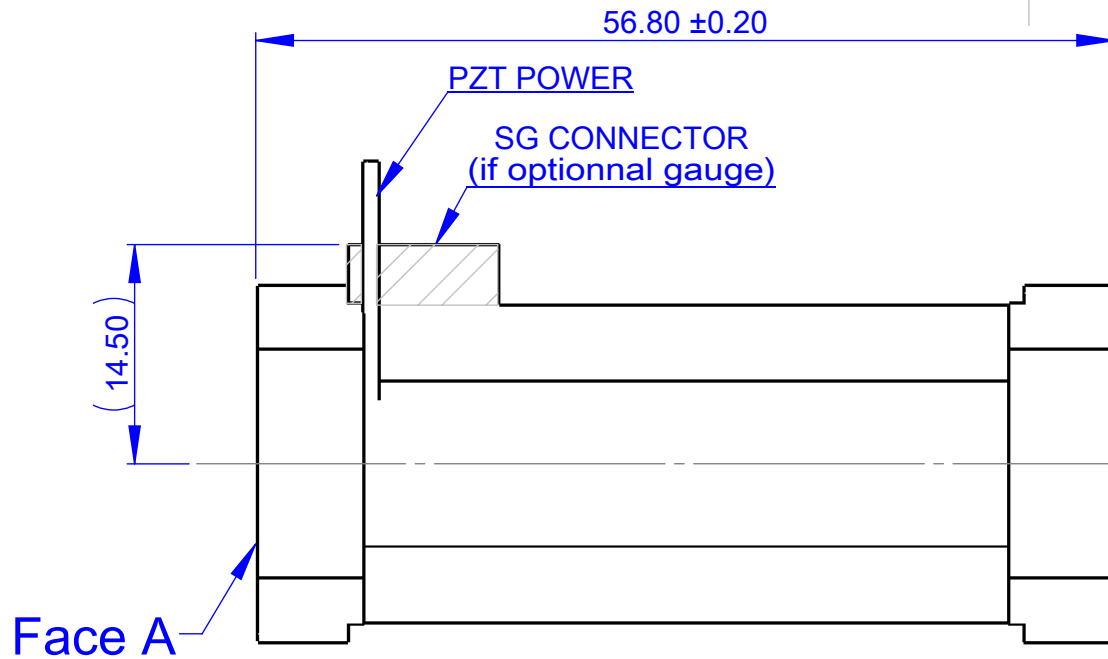 56.80 ±0.20
PZT POWER
SG CONNECTOR
(if optionnal gauge)
(14.50)
Face A